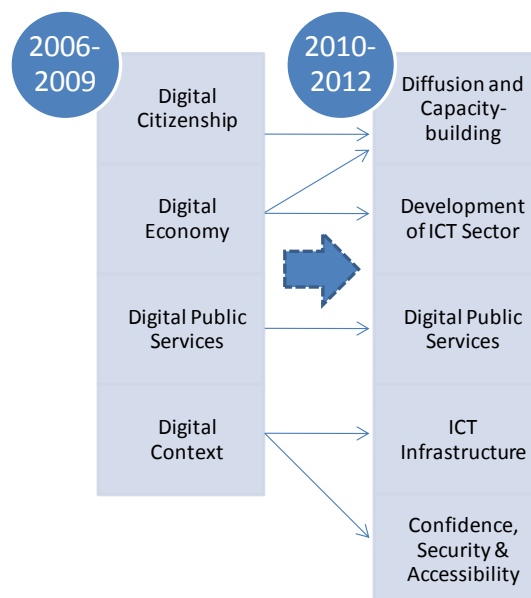 2006-
2009
Digital
Citizenship
Digital
Economy
Digital Public
Services
Digital
Context
2010-
2012
Diffusion and
Capacity-
building
Development
of ICT Sector
Digital Public
Services
ICT
Infrastructure
Confidence,
Security &
Accessibility